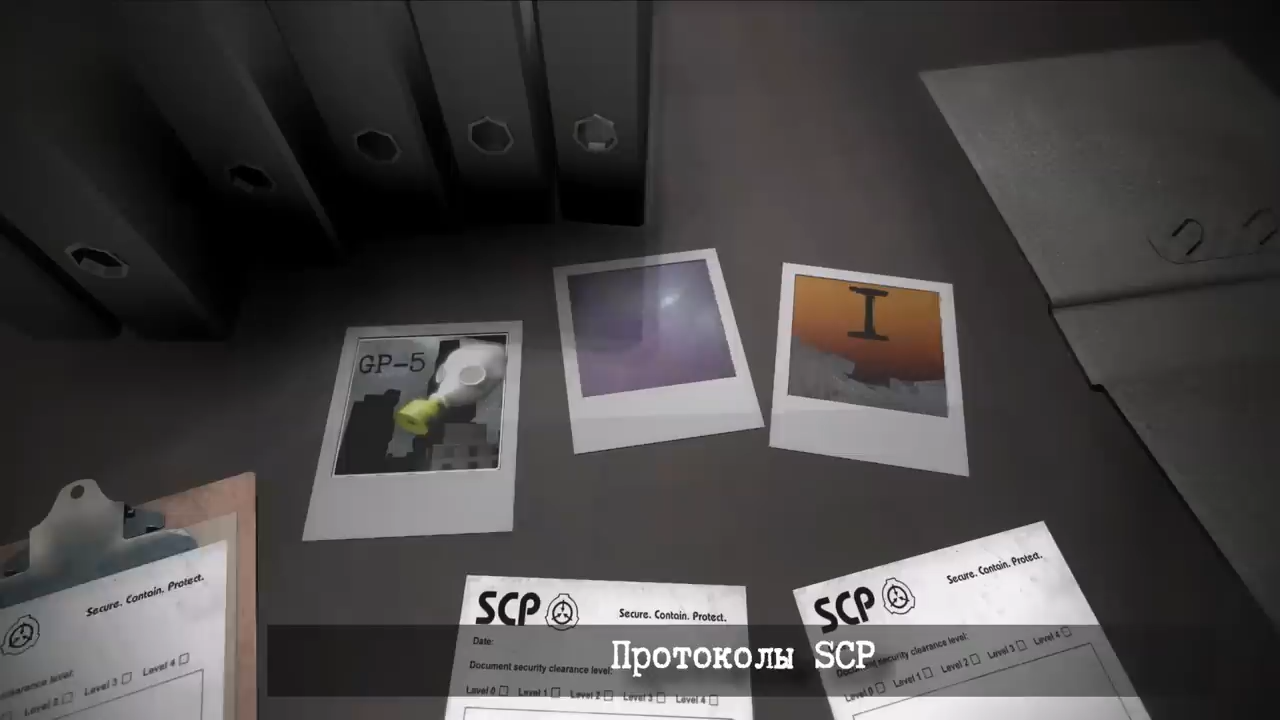 GP-5
I
Secure. Contain. Protect.
Level 3 Level 4
SCP Secure. Contain. Protect.
Date:
Document security clearance level:
Level 0 Level 1 Level 2 Level 3 Level 4
SCP Secure. Contain. Protect.
clearance level:
Level 0 Level 1 Level 2 Level 3 Level 4
Протоколы SCP